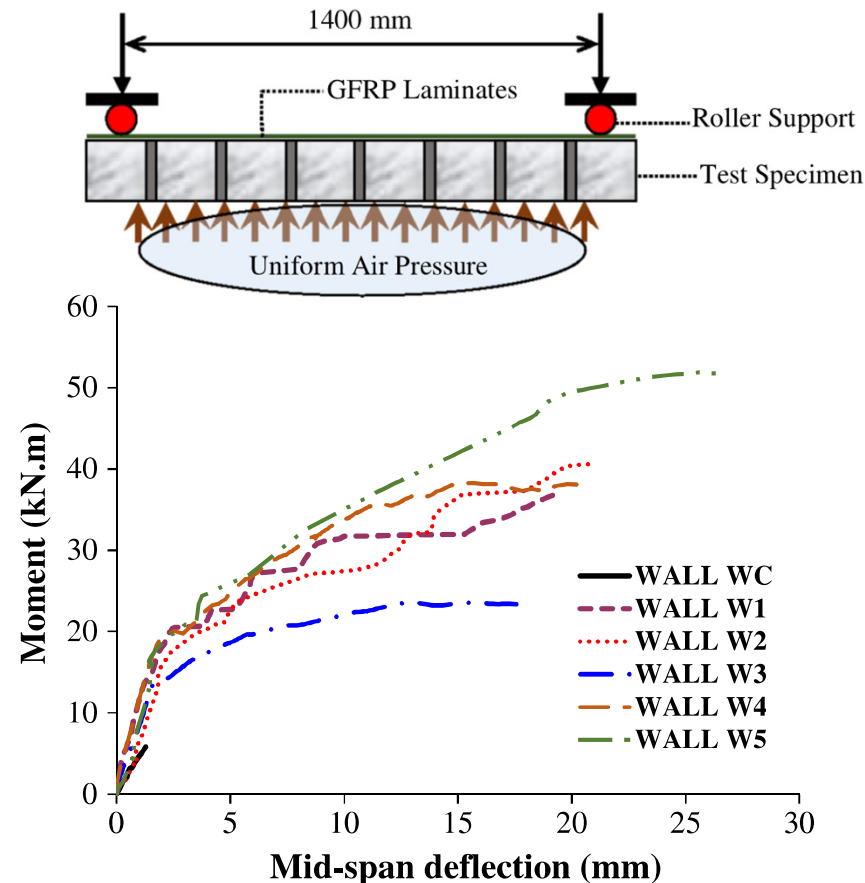 1400 mm
GFRP Laminates
Roller Support
Test Specimen
Uniform Air Pressure
60
50
40
30
20
10
0
Moment (kN.m)
WALL WC
WALL W1
WALL W2
WALL W3
WALL W4
WALL W5
0 5 10 15 20 25 30
Mid-span deflection (mm)